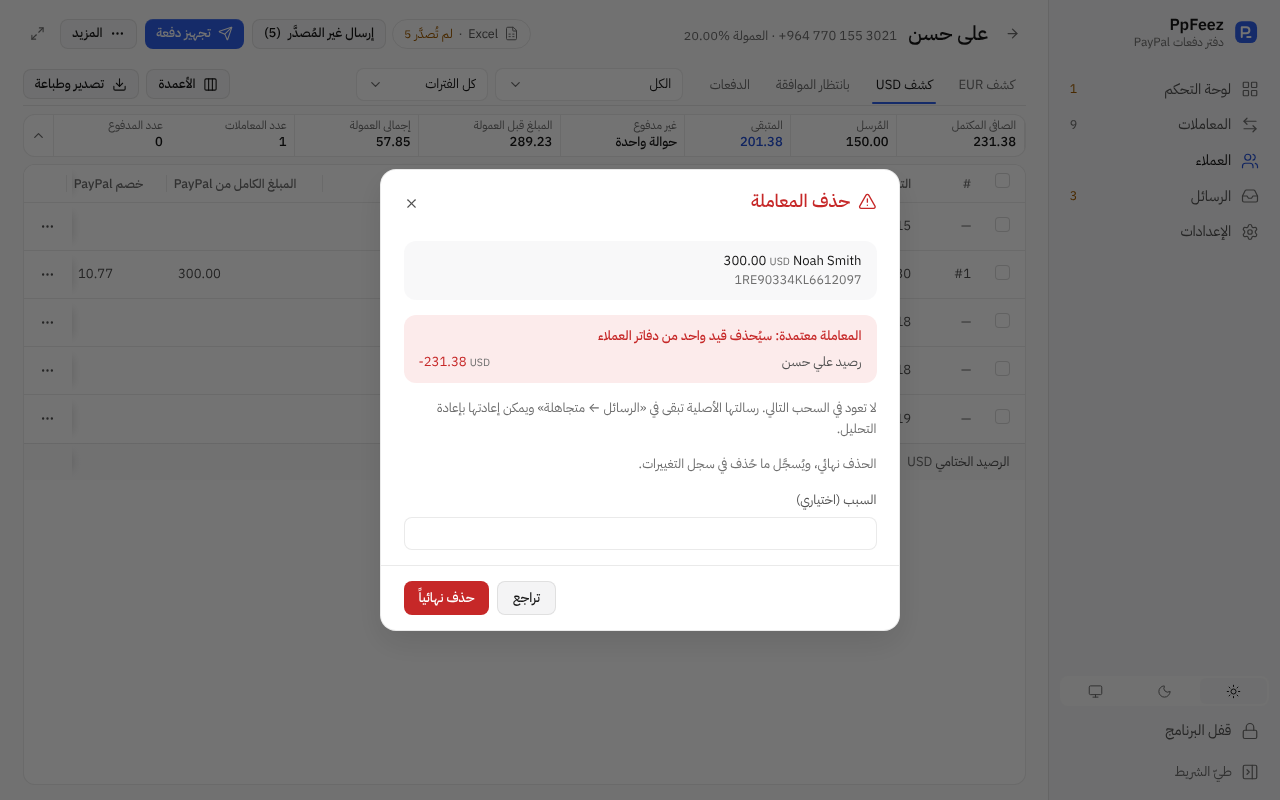 PpFeez
دفتر دفعات PayPal
لوحة التحكم 1
المعاملات 9
العملاء
الرسائل 3
الإعدادات
قفل البرنامج
طيّ الشريط
علي حسن
+964 770 155 3021 · العمولة 20.00%
Excel · لم تُصدَّر 5
إرسال غير المُصدَّر (5)
تجهيز دفعة
المزيد
كشف EUR
كشف USD
بانتظار الموافقة
الدفعات
الكل
كل الفترات
الأعمدة
تصدير وطباعة
الصافي المكتمل
231.38
المُرسل
150.00
المتبقي
201.38
غير مدفوع
حوالة واحدة
المبلغ قبل العمولة
289.23
إجمالي العمولة
57.85
عدد المعاملات
1
عدد المدفوع
0
#
المبلغ الكامل من PayPal
خصم PayPal
—
#1
300.00
10.77
—
—
—
الرصيد الختامي USD
حذف المعاملة
300.00 USD Noah Smith
1RE90334KL6612097
المعاملة معتمدة: سيُحذف قيد واحد من دفاتر العملاء
رصيد علي حسن
-231.38 USD
لا تعود في السحب التالي. رسالتها الأصلية تبقى في «الرسائل ← متجاهلة» ويمكن إعادتها بإعادة
التحليل.
الحذف نهائي، ويُسجَّل ما حُذف في سجل التغييرات.
السبب (اختياري)
تراجع
حذف نهائياً